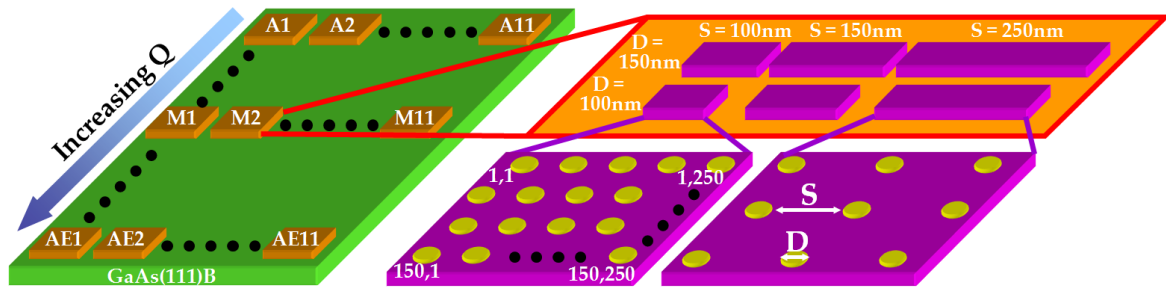 Increasing Q
A1 A2 A11
M1 M2 M11
AE1 AE2 AE11
GaAs(111)B
S = 100nm S = 150nm S = 250nm
D =
150nm
D =
100nm
1,1 1,250
150,1 150,250
S
D